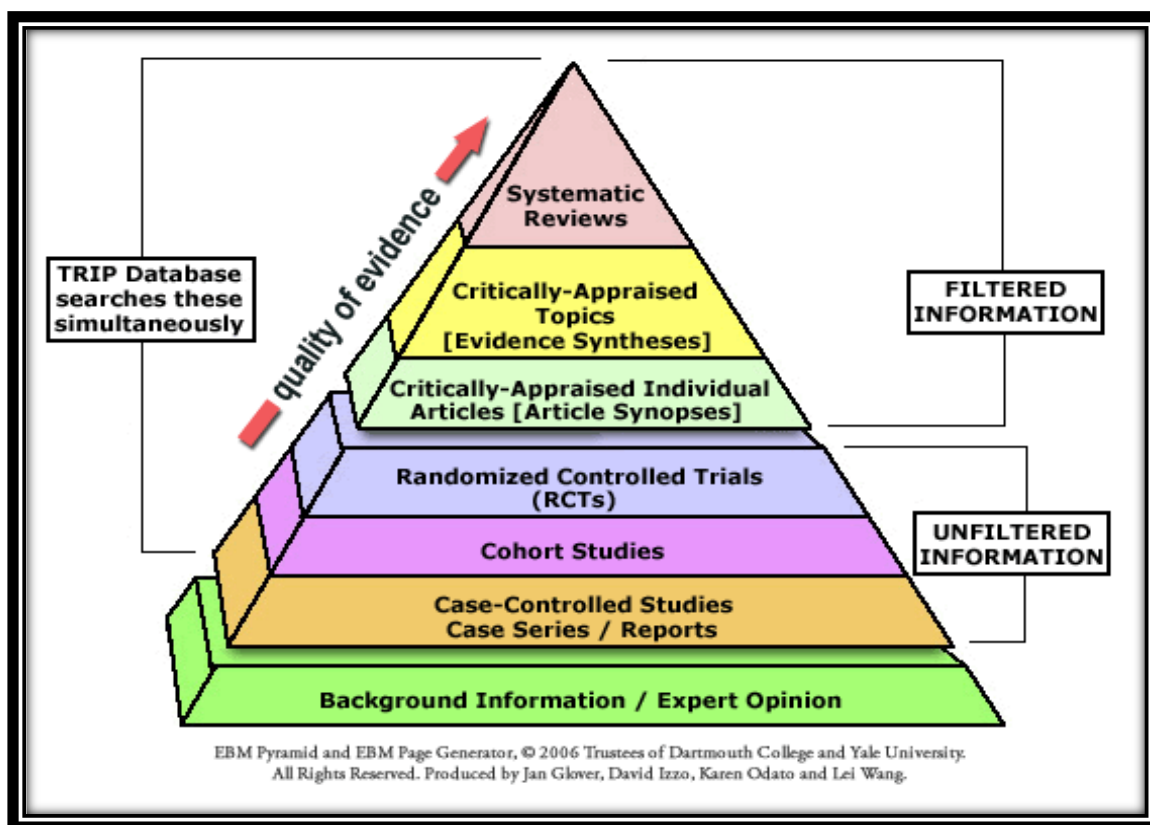 Systematic
Reviews
quality of evidence
TRIP Database
searches these
simultaneously
Critically-Appraised
Topics
[Evidence Syntheses]
FILTERED
INFORMATION
Critically-Appraised Individual
Articles [Article Synopses]
Randomized Controlled Trials
(RCTs)
UNFILTERED
INFORMATION
Cohort Studies
Case-Controlled Studies
Case Series / Reports
Background Information / Expert Opinion
EBM Pyramid and EBM Page Generator, © 2006 Trustees of Dartmouth College and Yale University.
All Rights Reserved. Produced by Jan Glover, David Izzo, Karen Odato and Lei Wang.